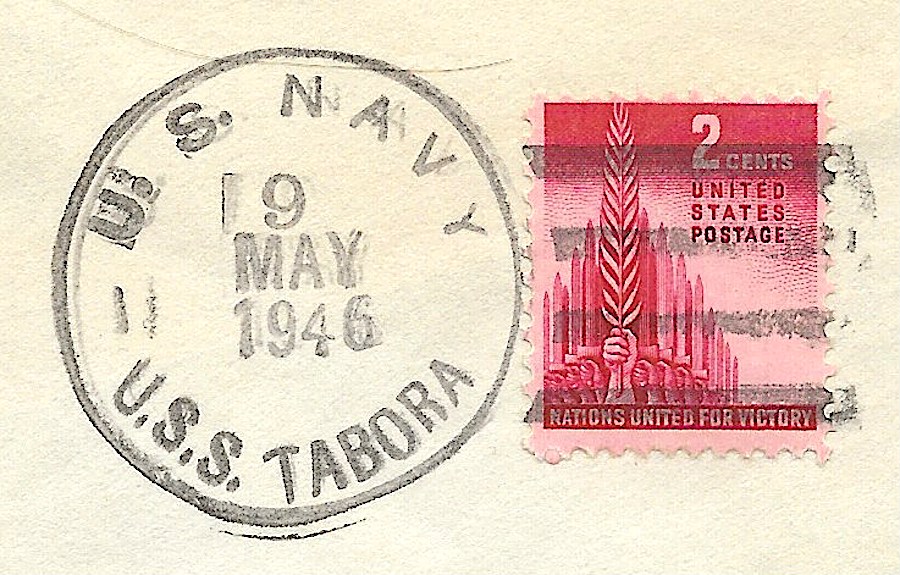 U.S. NAVY
9
MAY
1946
U.S.S. TABORA
2 CENTS
UNITED
STATES
POSTAGE
NATIONS UNITED FOR VICTORY